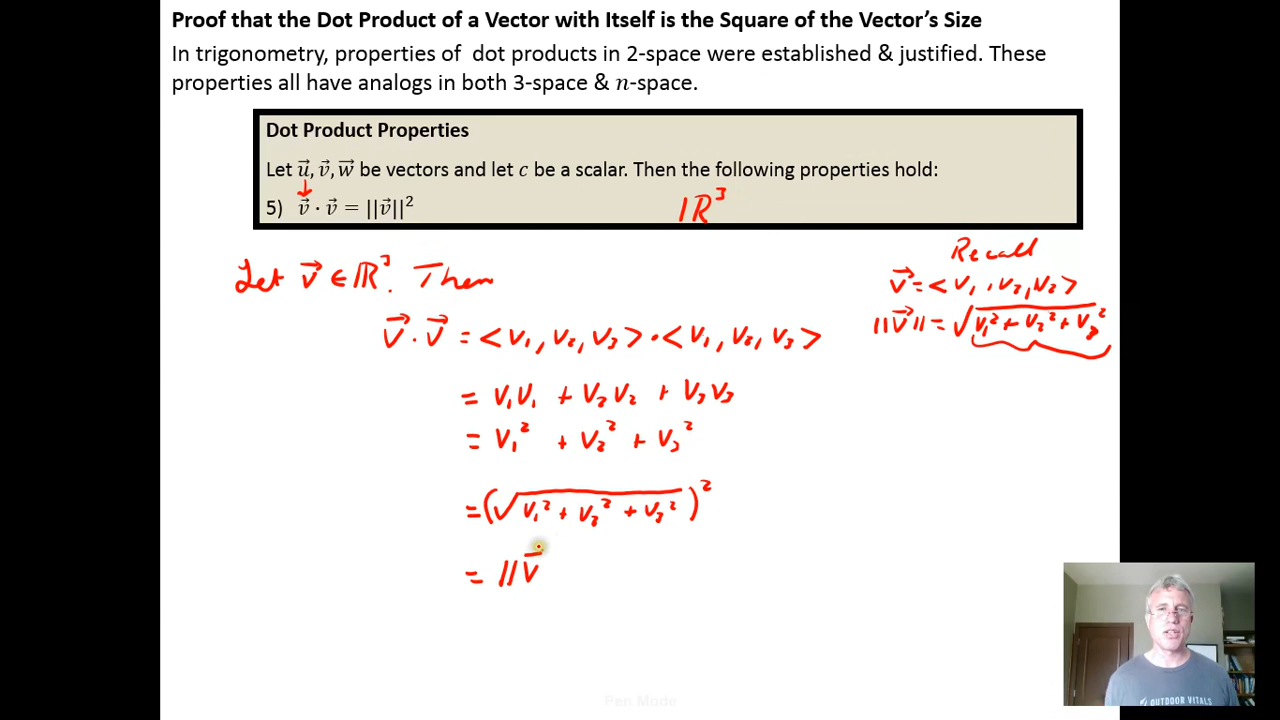 Proof that the Dot Product of a Vector with Itself is the Square of the Vector's Size
In trigonometry, properties of dot products in 2-space were established & justified. These
properties all have analogs in both 3-space & n-space.
Dot Product Properties
Let u⃗, v⃗, w⃗ be vectors and let c be a scalar. Then the following properties hold:
5) v⃗ · v⃗ = ||v⃗||²
ℝ³
Let v⃗ ∈ ℝ³. Then
v⃗ · v⃗ = <v₁, v₂, v₃> · <v₁, v₂, v₃>
= v₁v₁ + v₂v₂ + v₃v₃
= v₁² + v₂² + v₃²
= (√(v₁² + v₂² + v₃²))²
= ||v⃗
Recall
v⃗ = <v₁, v₂, v₃>
||v⃗|| = √(v₁² + v₂² + v₃²)
OUTDOOR VITALS
Pen Mode